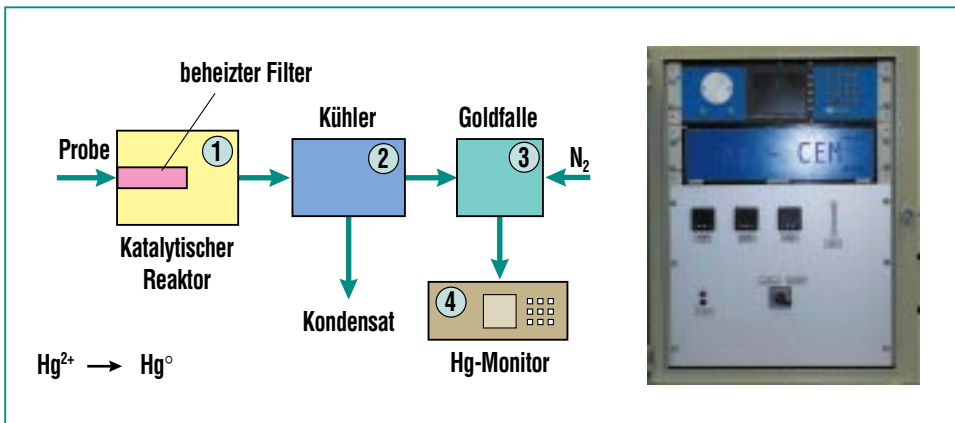 beheizter Filter
Probe
1
Katalytischer
Reaktor
Kühler
2
Kondensat
Goldfalle
3
N₂
4
Hg-Monitor
Hg²⁺ → Hg°
CEM